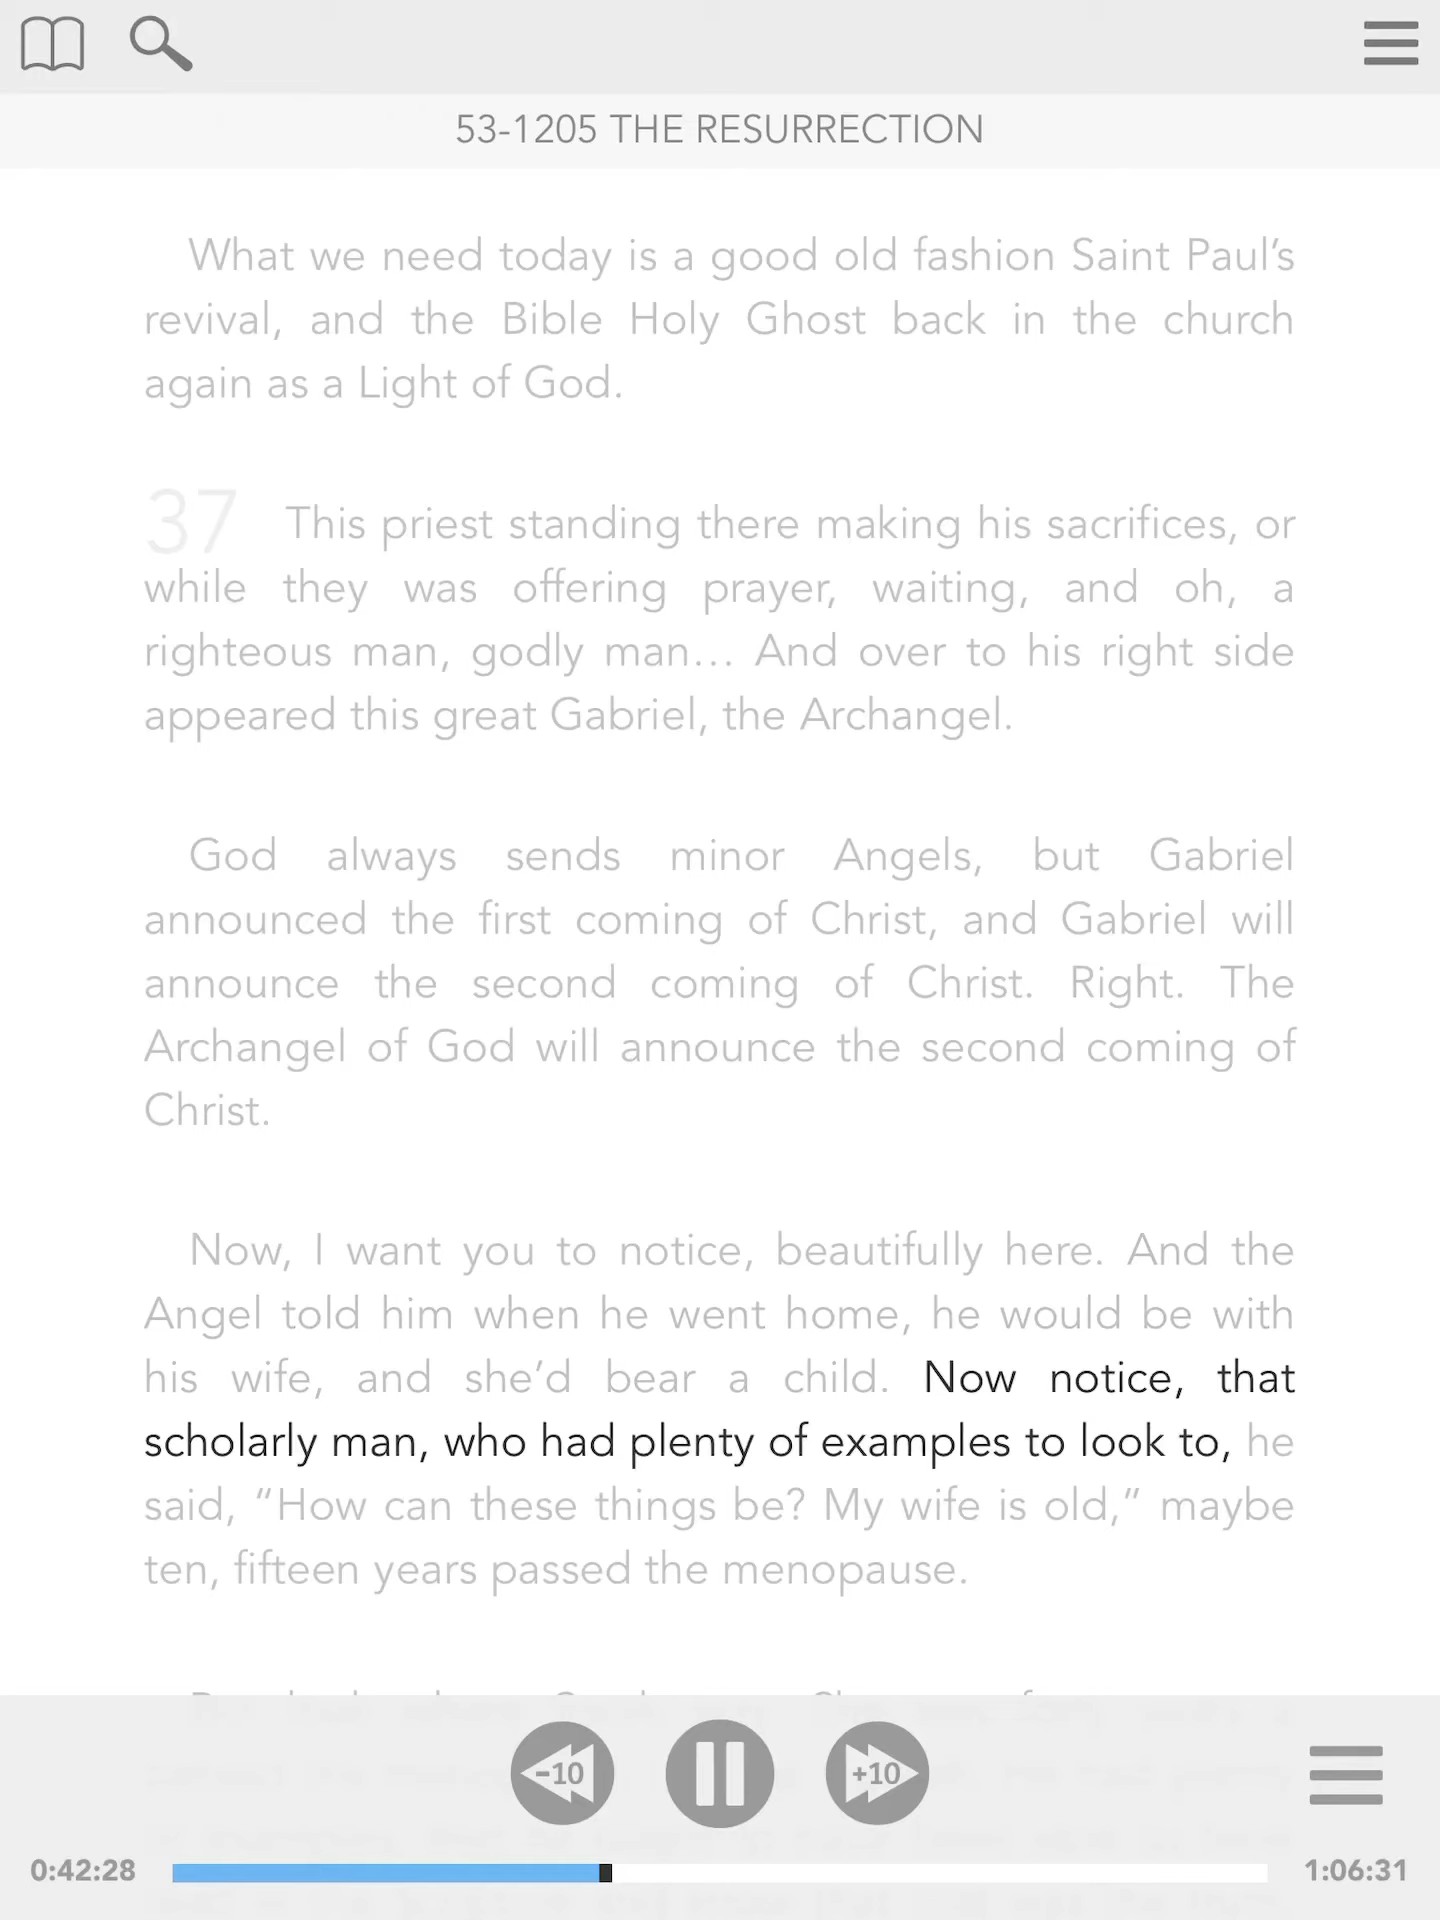 53-1205 THE RESURRECTION
What we need today is a good old fashion Saint Paul’s
revival, and the Bible Holy Ghost back in the church
again as a Light of God.
37 This priest standing there making his sacrifices, or
while they was offering prayer, waiting, and oh, a
righteous man, godly man… And over to his right side
appeared this great Gabriel, the Archangel.
God always sends minor Angels, but Gabriel
announced the first coming of Christ, and Gabriel will
announce the second coming of Christ. Right. The
Archangel of God will announce the second coming of
Christ.
Now, I want you to notice, beautifully here. And the
Angel told him when he went home, he would be with
his wife, and she’d bear a child. Now notice, that
scholarly man, who had plenty of examples to look to, he
said, “How can these things be? My wife is old,” maybe
ten, fifteen years passed the menopause.
-10 +10
0:42:28 1:06:31